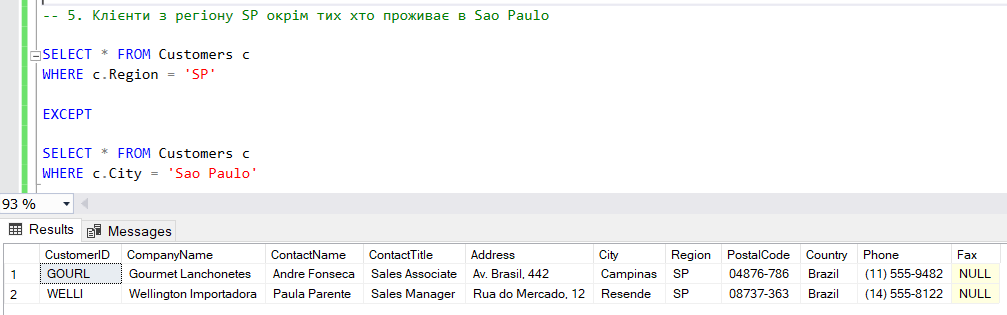 -- 5. Клієнти з регіону SP окрім тих хто проживає в Sao Paulo
SELECT * FROM Customers c
WHERE c.Region = 'SP'
EXCEPT
SELECT * FROM Customers c
WHERE c.City = 'Sao Paulo'
93 %
Results Messages
CustomerID CompanyName ContactName ContactTitle Address City Region PostalCode Country Phone Fax
1 GOURL Gourmet Lanchonetes Andre Fonseca Sales Associate Av. Brasil, 442 Campinas SP 04876-786 Brazil (11) 555-9482 NULL
2 WELLI Wellington Importadora Paula Parente Sales Manager Rua do Mercado, 12 Resende SP 08737-363 Brazil (14) 555-8122 NULL